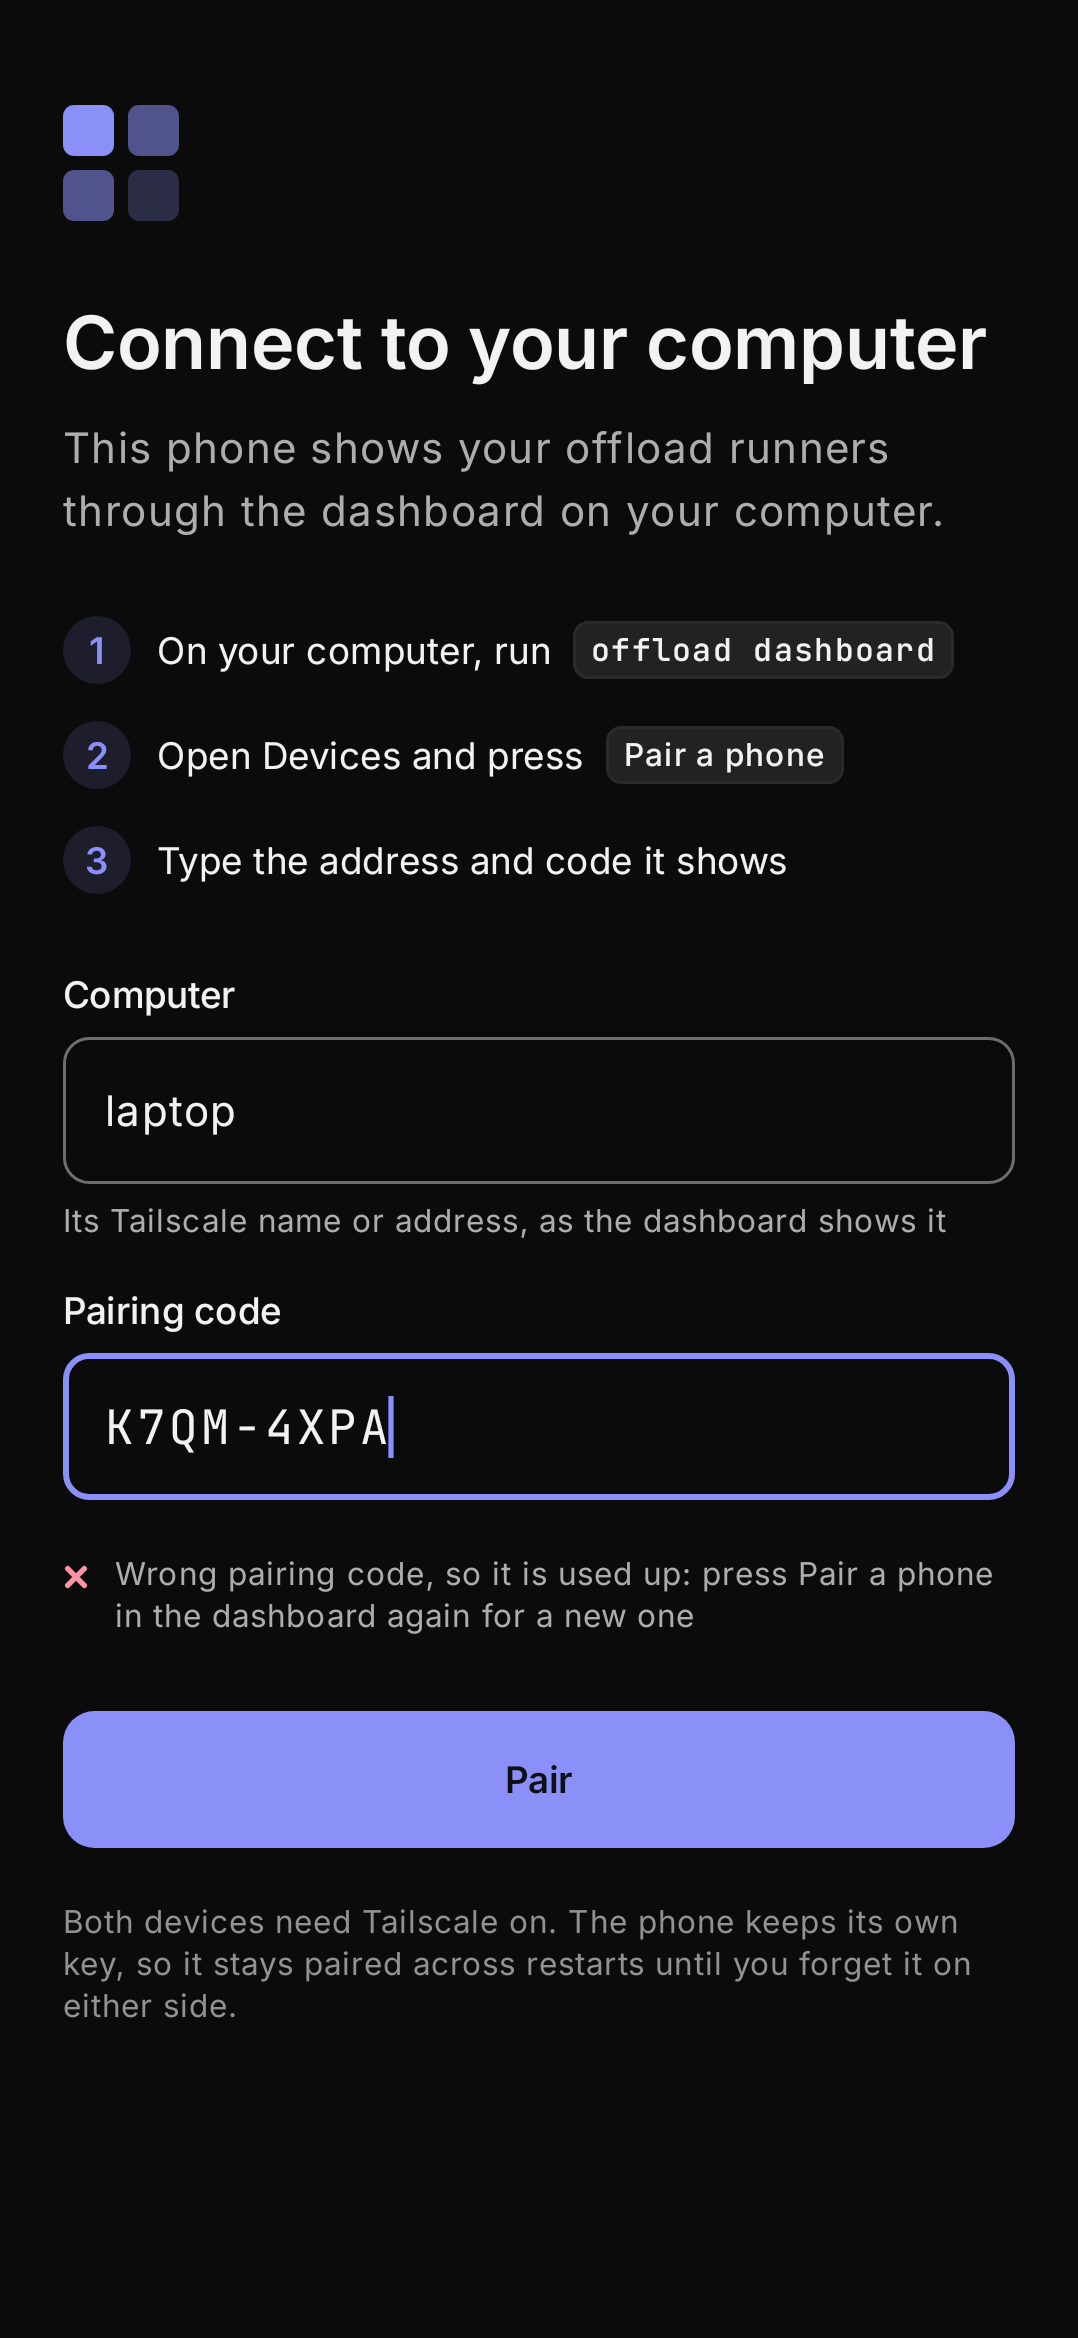 Connect to your computer
This phone shows your offload runners
through the dashboard on your computer.
1 On your computer, run offload dashboard
2 Open Devices and press Pair a phone
3 Type the address and code it shows
Computer
laptop
Its Tailscale name or address, as the dashboard shows it
Pairing code
K7QM-4XPA
Wrong pairing code, so it is used up: press Pair a phone
in the dashboard again for a new one
Pair
Both devices need Tailscale on. The phone keeps its own
key, so it stays paired across restarts until you forget it on
either side.